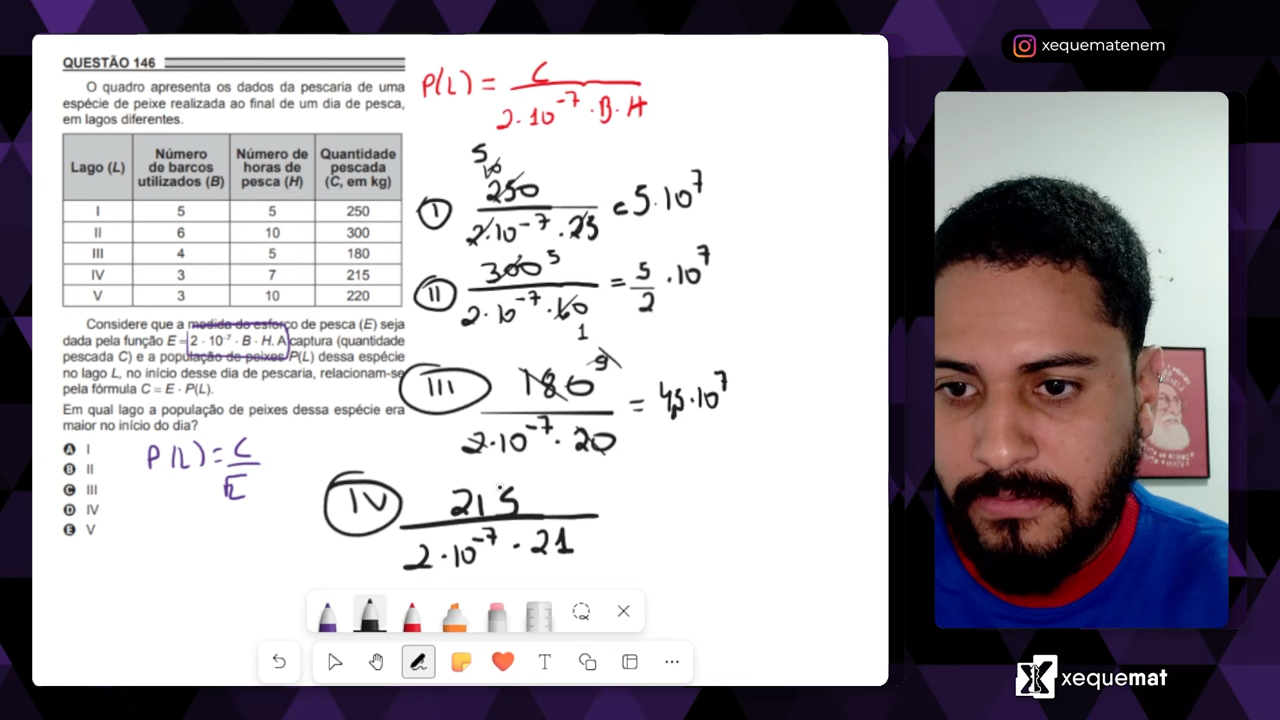 xequematenem
QUESTÃO 146
O quadro apresenta os dados da pescaria de uma
espécie de peixe realizada ao final de um dia de pesca,
em lagos diferentes.
Lago (L) Número de barcos utilizados (B) Número de horas de pesca (H) Quantidade pescada (C, em kg)
I 5 5 250
II 6 10 300
III 4 5 180
IV 3 7 215
V 3 10 220
Considere que a medida do esforço de pesca (E) seja
dada pela função E = 2 · 10⁻⁷ · B · H. A captura (quantidade
pescada C) e a população de peixes P(L) dessa espécie
no lago L, no início desse dia de pescaria, relacionam-se
pela fórmula C = E · P(L).
Em qual lago a população de peixes dessa espécie era
maior no início do dia?
A I
B II
C III
D IV
E V
P(L) = C / E
P(L) = C / 2·10⁻⁷·B·H
5
10
I 250 / 2·10⁻⁷·25 = 5·10⁷
II 300 5 / 2·10⁻⁷·60 = 5/2 · 10⁷
1
9
III 180 / 2·10⁻⁷·20 = 4,5·10⁷
IV 215 / 2·10⁻⁷·21
T
xequemat